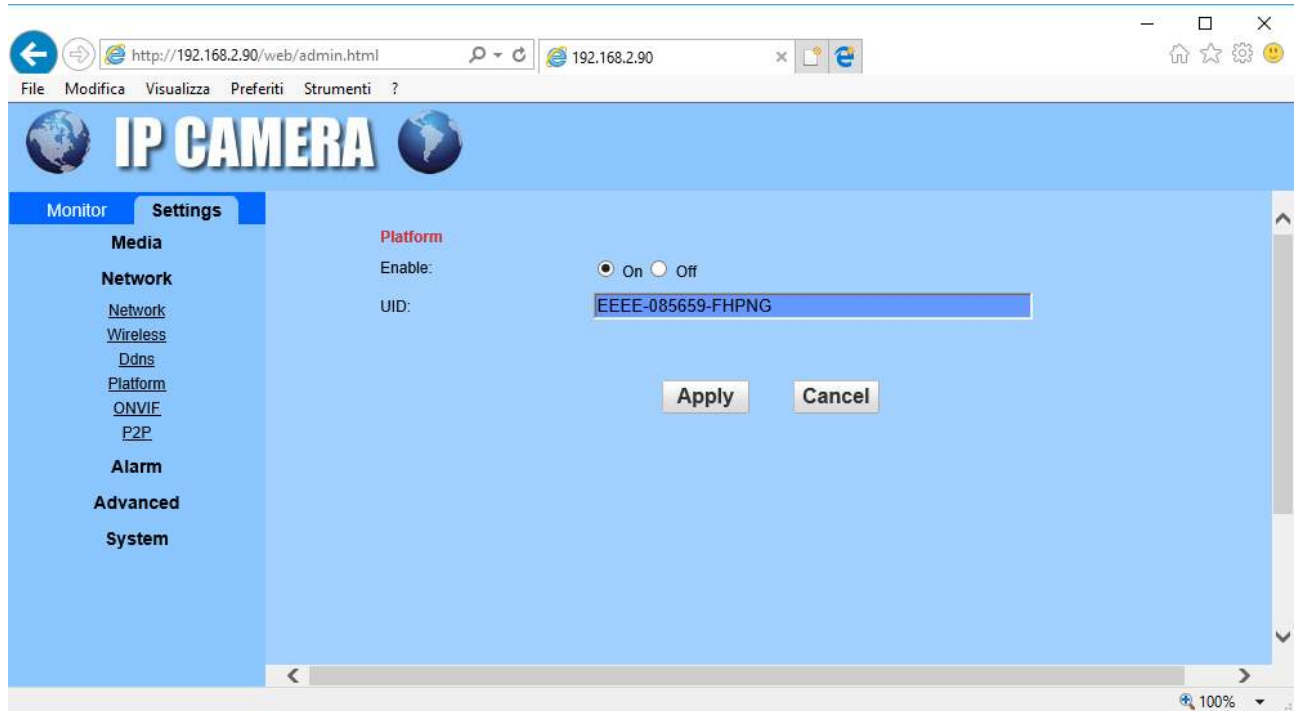 http://192.168.2.90/web/admin.html
192.168.2.90
File Modifica Visualizza Preferiti Strumenti ?
IP CAMERA
Monitor Settings
Media
Network
Network
Wireless
Ddns
Platform
ONVIF
P2P
Alarm
Advanced
System
Platform
Enable: On Off
UID: EEEE-085659-FHPNG
Apply Cancel
100%